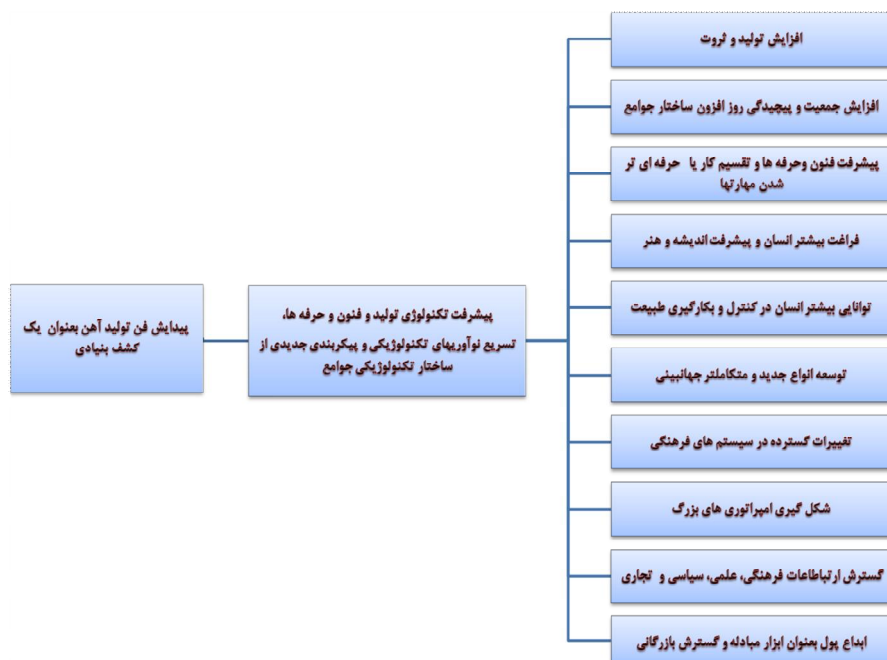 پیدایش فن تولید آهن بعنوان یک
کشف بنیادی
پیشرفت تکنولوژی تولید و فنون و حرفه ها،
تسریع نوآوریهای تکنولوژیکی و پیکربندی جدیدی از
ساختار تکنولوژیکی جوامع
افزایش تولید و ثروت
افزایش جمعیت و پیچیدگی روز افزون ساختار جوامع
پیشرفت فنون وحرفه ها و تقسیم کار یا حرفه ای تر
شدن مهارتها
فراغت بیشتر انسان و پیشرفت اندیشه و هنر
توانایی بیشتر انسان در کنترل و بکارگیری طبیعت
توسعه انواع جدید و متکاملتر جهانبینی
تغییرات گسترده در سیستم های فرهنگی
شکل گیری امپراتوری های بزرگ
گسترش ارتباطاعات فرهنگی، علمی، سیاسی و تجاری
ابداع پول بعنوان ابزار مبادله و گسترش بازرگانی